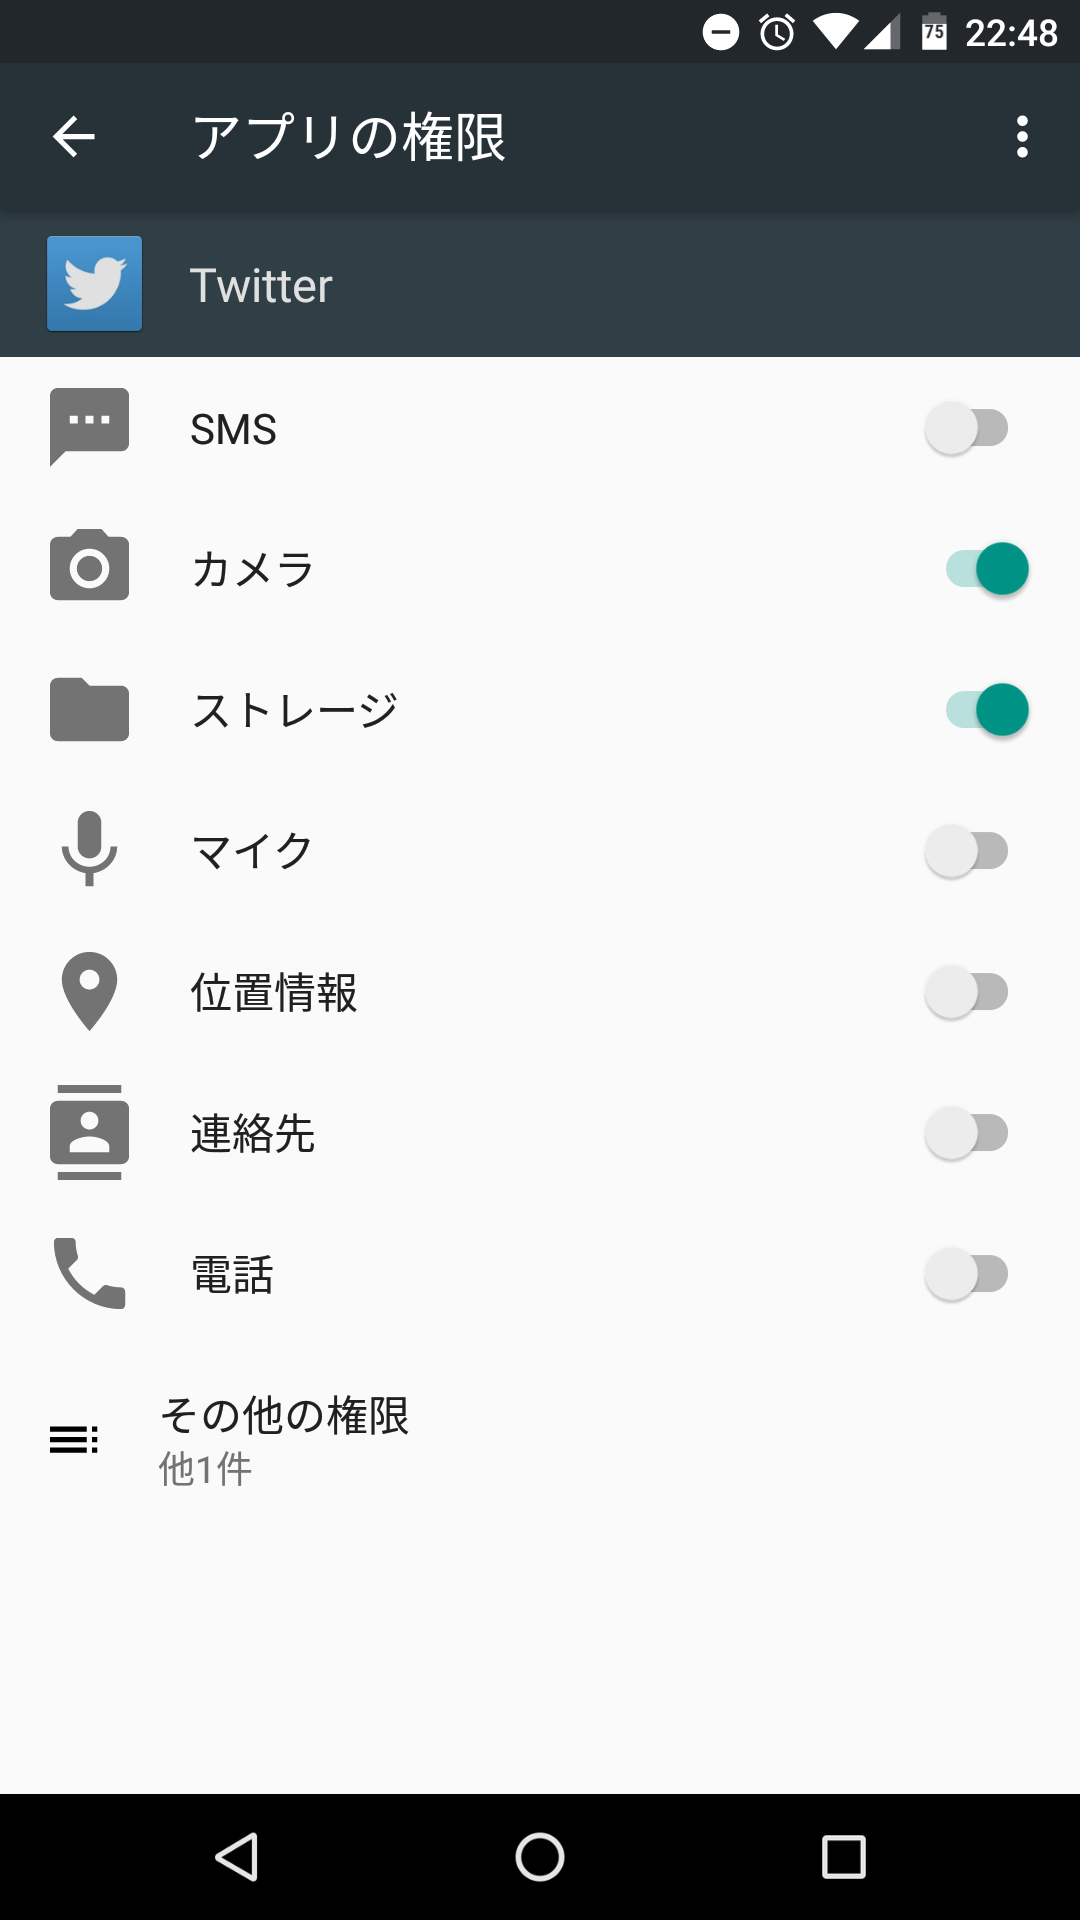 75 22:48
アプリの権限
Twitter
SMS
カメラ
ストレージ
マイク
位置情報
連絡先
電話
その他の権限
他1件